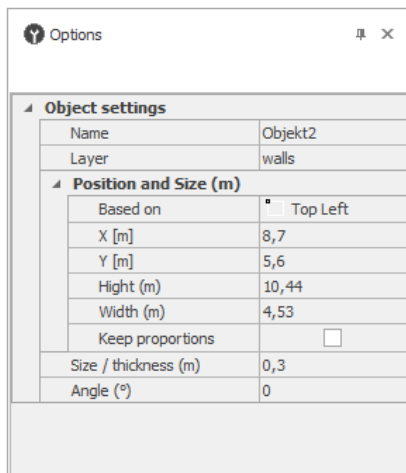 Options
Object settings
Name Objekt2
Layer walls
Position and Size (m)
Based on Top Left
X [m] 8,7
Y [m] 5,6
Hight (m) 10,44
Width (m) 4,53
Keep proportions
Size / thickness (m) 0,3
Angle (°) 0